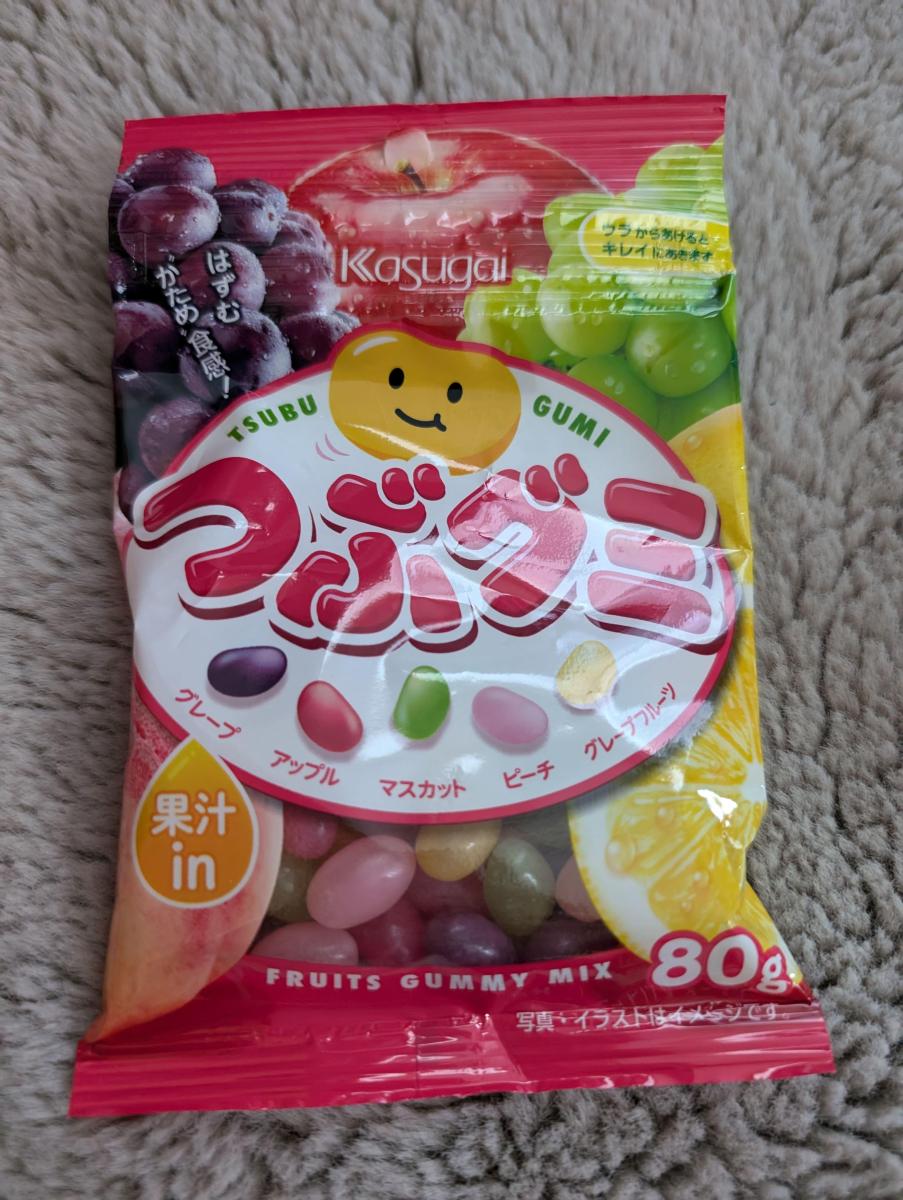 Kasugai
ウラからあけると
キレイにあきます
はずむ
"かため"食感!
TSUBU GUMI
つぶグミ
グレープ
アップル
マスカット
ピーチ
グレープフルーツ
果汁
in
FRUITS GUMMY MIX
80g
写真・イラストはイメージです。